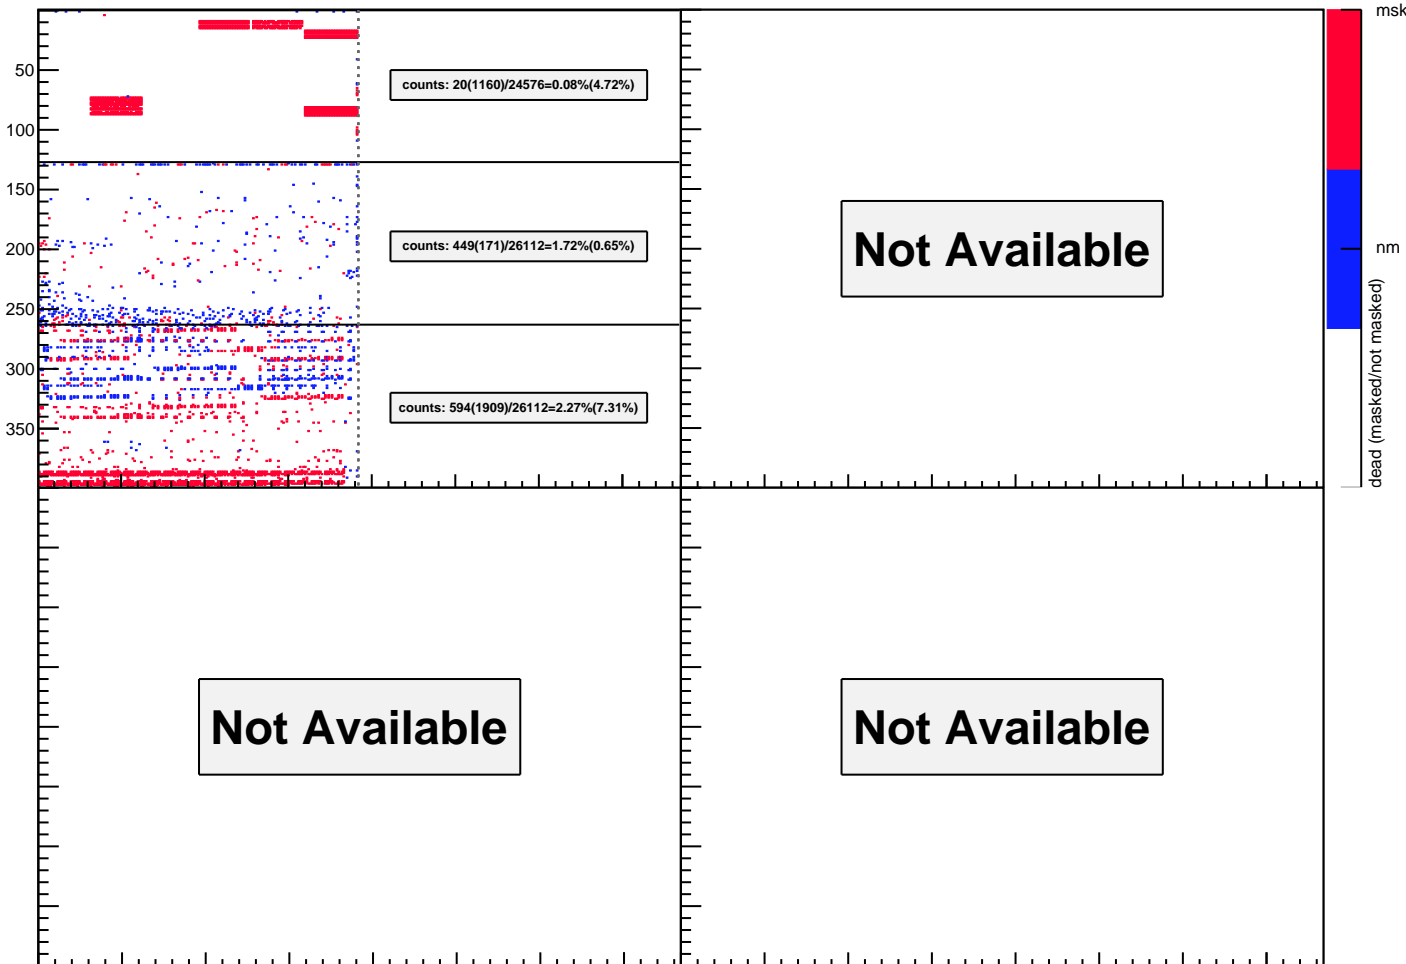 msk
50
counts: 20(1160)/24576=0.08%(4.72%)
100
150
200
counts: 449(171)/26112=1.72%(0.65%)
Not Available
nm
250
300
350
counts: 594(1909)/26112=2.27%(7.31%)
dead (masked/not masked)
Not Available
Not Available